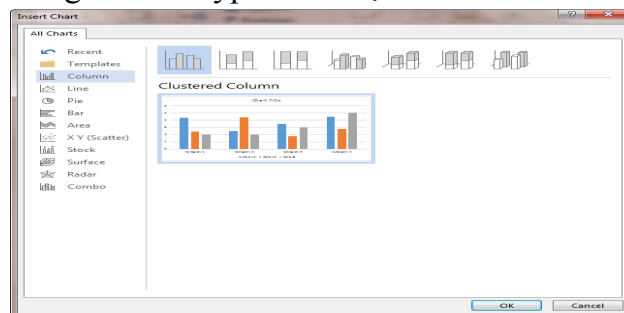 Insert Chart
All Charts
Recent
Templates
Column
Line
Pie
Bar
Area
X Y (Scatter)
Stock
Surface
Radar
Combo
Clustered Column
Chart Title
OK
Cancel